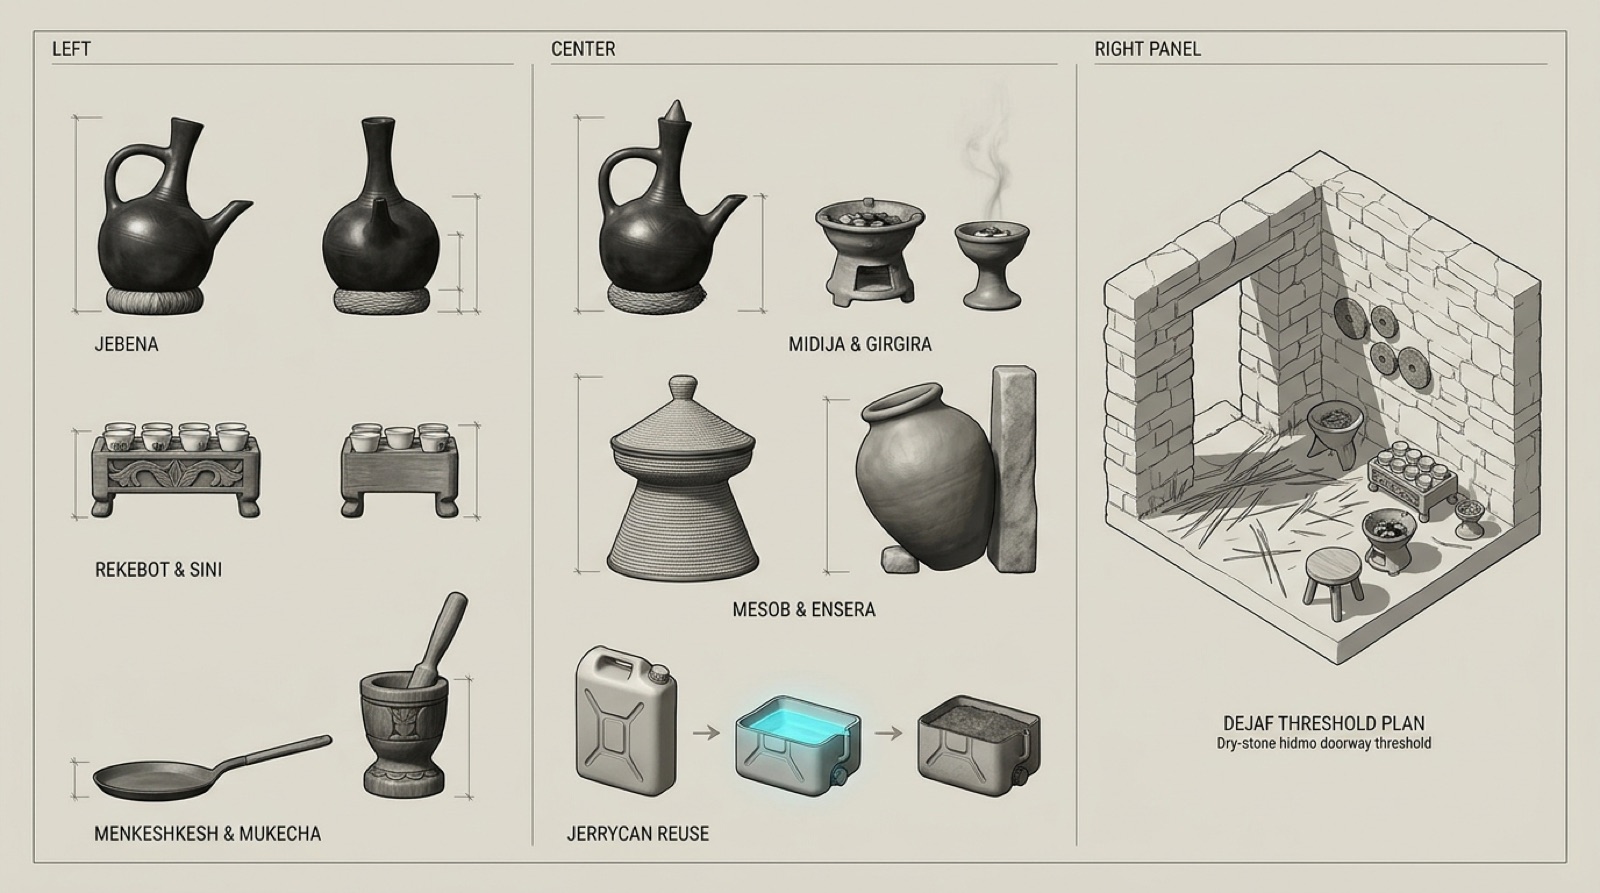 LEFT
JEBENA
REKEBOT & SINI
MENKESHKESH & MUKECHA
CENTER
MIDIJA & GIRGIRA
MESOB & ENSERA
JERRYCAN REUSE
RIGHT PANEL
DEJAF THRESHOLD PLAN
Dry-stone hidmo doorway threshold